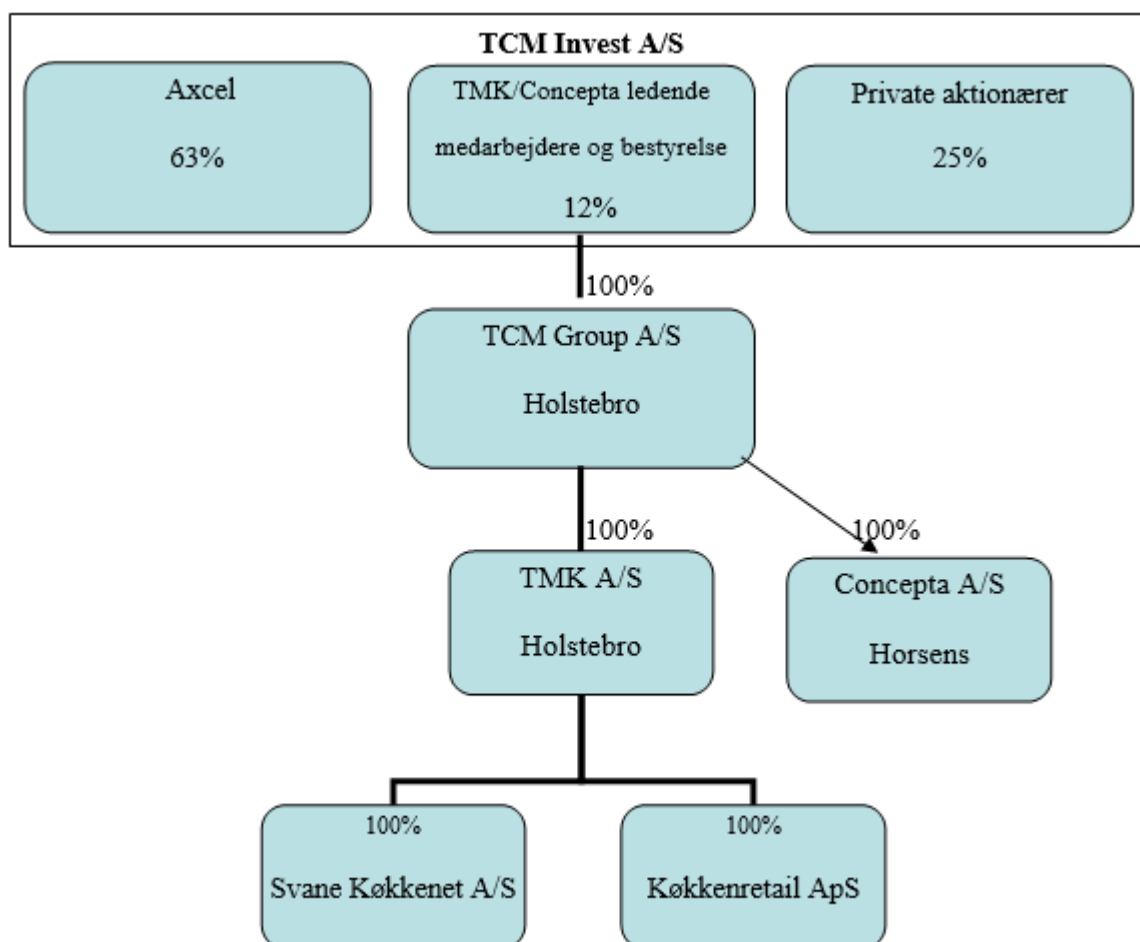 TCM Invest A/S
Axcel
63%
TMK/Concepta ledende
medarbejdere og bestyrelse
12%
Private aktionærer
25%
100%
TCM Group A/S
Holstebro
100%
100%
TMK A/S
Holstebro
Concepta A/S
Horsens
100%
Svane Køkkenet A/S
100%
Køkkenretail ApS